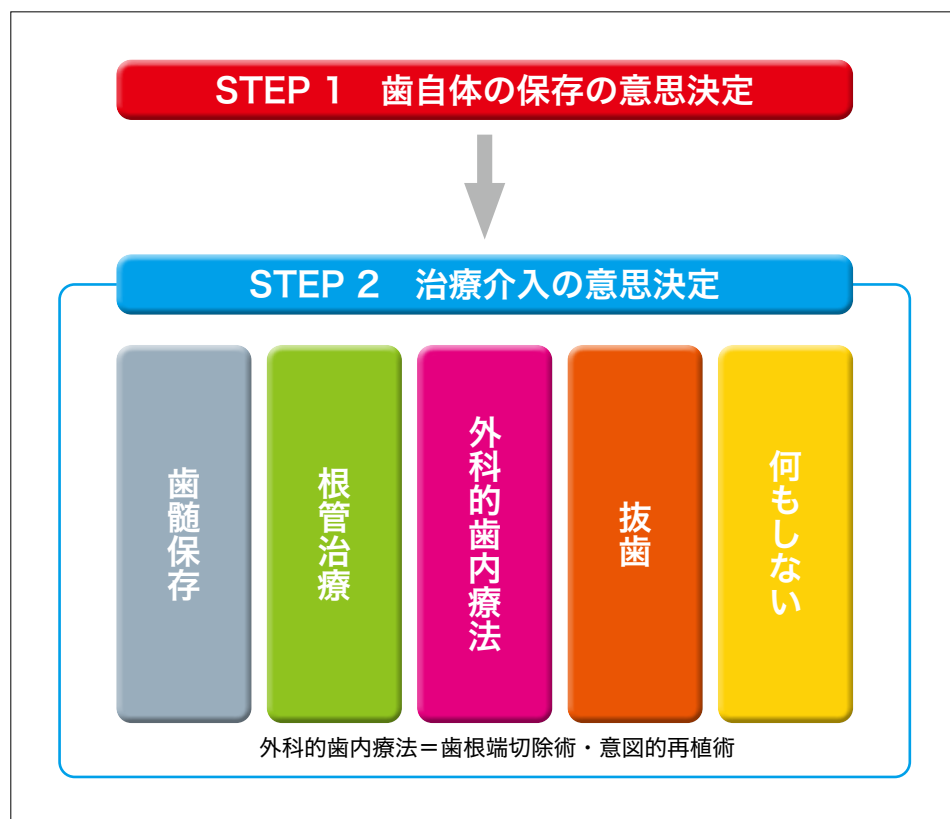 STEP 1　歯自体の保存の意思決定
STEP 2　治療介入の意思決定
歯髄保存
根管治療
外科的歯内療法
抜歯
何もしない
外科的歯内療法＝歯根端切除術・意図的再植術